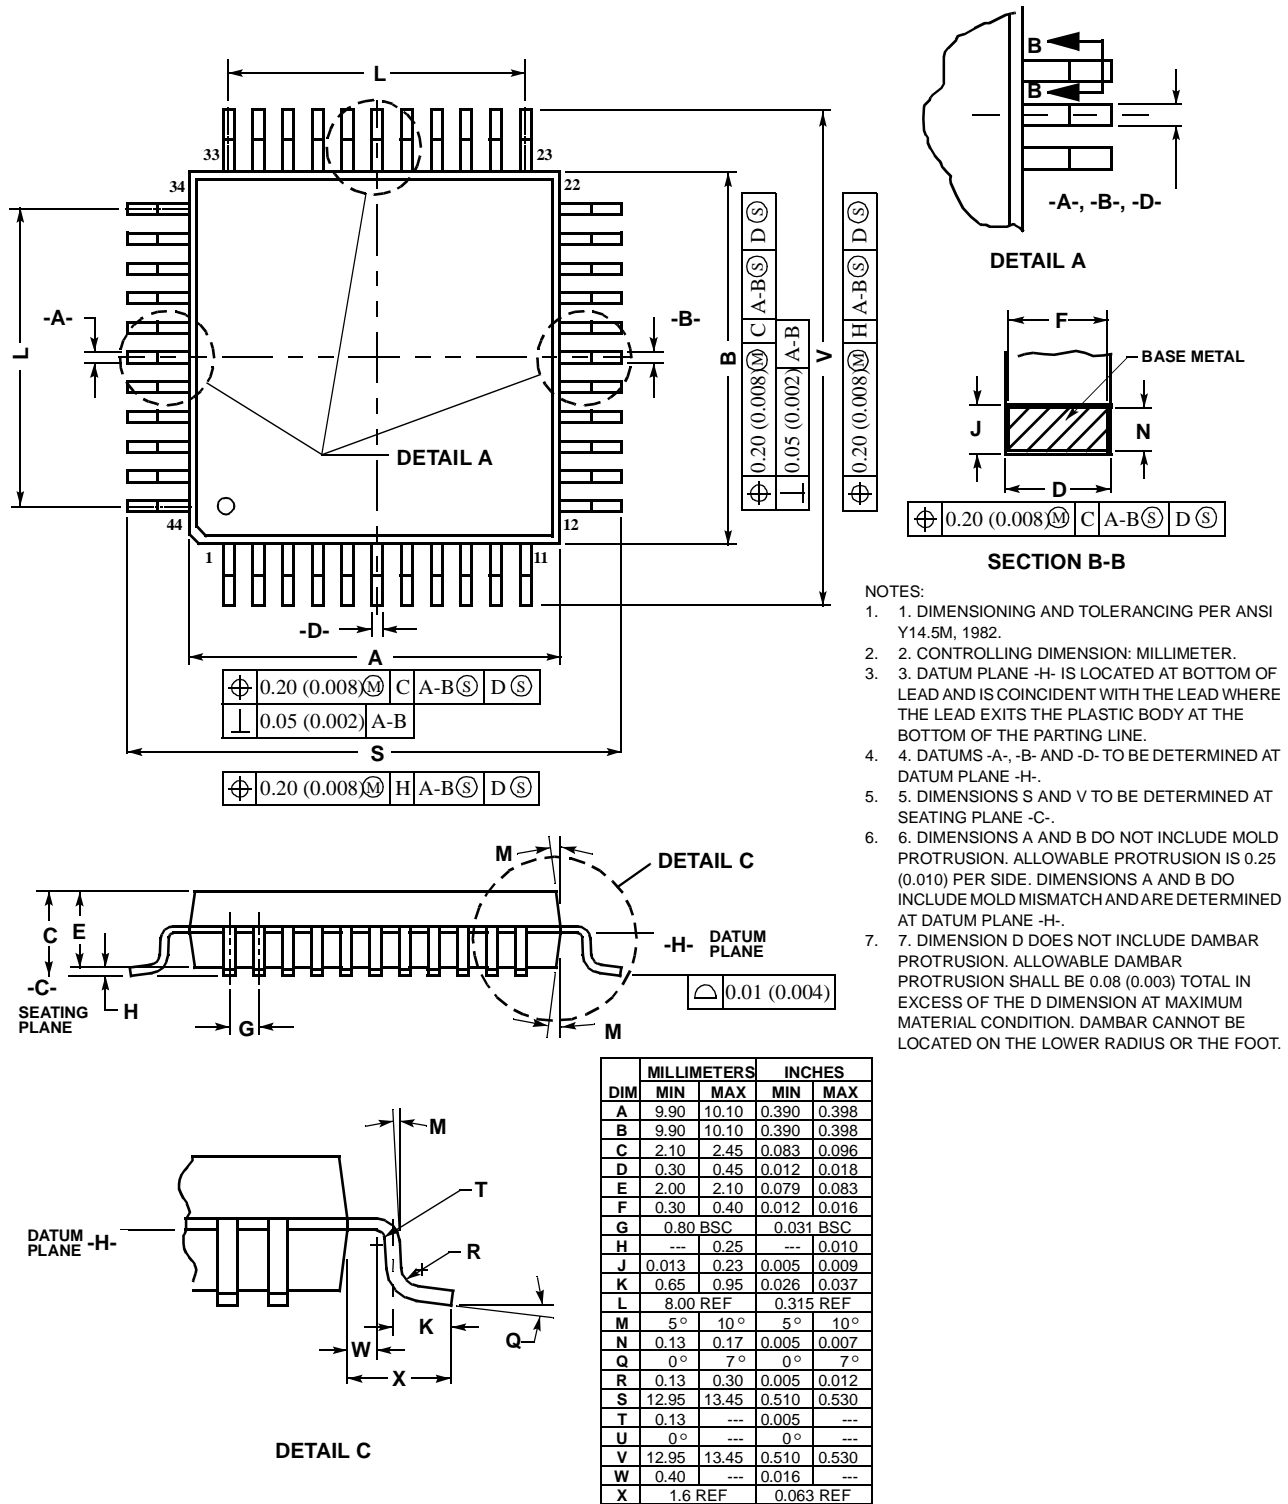 L
33
23
34
22
-A-
-B-
L
B
V
DETAIL A
44
12
1
11
-D-
A
⌖ 0.20 (0.008)Ⓜ C A-BⓈ D Ⓢ
⊥ 0.05 (0.002) A-B
S
⌖ 0.20 (0.008)Ⓜ H A-BⓈ D Ⓢ
⌖ 0.20 (0.008)Ⓜ C A-BⓈ D Ⓢ
⊥ 0.05 (0.002) A-B
⌖ 0.20 (0.008)Ⓜ H A-BⓈ D Ⓢ
B
B
-A-, -B-, -D-
DETAIL A
F
BASE METAL
J
N
D
⌖ 0.20 (0.008)Ⓜ C A-BⓈ D Ⓢ
SECTION B-B
NOTES:
1. 1. DIMENSIONING AND TOLERANCING PER ANSI
Y14.5M, 1982.
2. 2. CONTROLLING DIMENSION: MILLIMETER.
3. 3. DATUM PLANE -H- IS LOCATED AT BOTTOM OF
LEAD AND IS COINCIDENT WITH THE LEAD WHERE
THE LEAD EXITS THE PLASTIC BODY AT THE
BOTTOM OF THE PARTING LINE.
4. 4. DATUMS -A-, -B- AND -D- TO BE DETERMINED AT
DATUM PLANE -H-.
5. 5. DIMENSIONS S AND V TO BE DETERMINED AT
SEATING PLANE -C-.
6. 6. DIMENSIONS A AND B DO NOT INCLUDE MOLD
PROTRUSION. ALLOWABLE PROTRUSION IS 0.25
(0.010) PER SIDE. DIMENSIONS A AND B DO
INCLUDE MOLD MISMATCH AND ARE DETERMINED
AT DATUM PLANE -H-.
7. 7. DIMENSION D DOES NOT INCLUDE DAMBAR
PROTRUSION. ALLOWABLE DAMBAR
PROTRUSION SHALL BE 0.08 (0.003) TOTAL IN
EXCESS OF THE D DIMENSION AT MAXIMUM
MATERIAL CONDITION. DAMBAR CANNOT BE
LOCATED ON THE LOWER RADIUS OR THE FOOT.
M
DETAIL C
C E
-H- DATUM
PLANE
-C-
SEATING
PLANE
H
G
M
⌓ 0.01 (0.004)
M
T
DATUM
PLANE -H-
R
K
Q
W
X
DETAIL C
MILLIMETERS INCHES
DIM MIN MAX MIN MAX
A 9.90 10.10 0.390 0.398
B 9.90 10.10 0.390 0.398
C 2.10 2.45 0.083 0.096
D 0.30 0.45 0.012 0.018
E 2.00 2.10 0.079 0.083
F 0.30 0.40 0.012 0.016
G 0.80 BSC 0.031 BSC
H --- 0.25 --- 0.010
J 0.013 0.23 0.005 0.009
K 0.65 0.95 0.026 0.037
L 8.00 REF 0.315 REF
M 5° 10° 5° 10°
N 0.13 0.17 0.005 0.007
Q 0° 7° 0° 7°
R 0.13 0.30 0.005 0.012
S 12.95 13.45 0.510 0.530
T 0.13 --- 0.005 ---
U 0° --- 0° ---
V 12.95 13.45 0.510 0.530
W 0.40 --- 0.016 ---
X 1.6 REF 0.063 REF